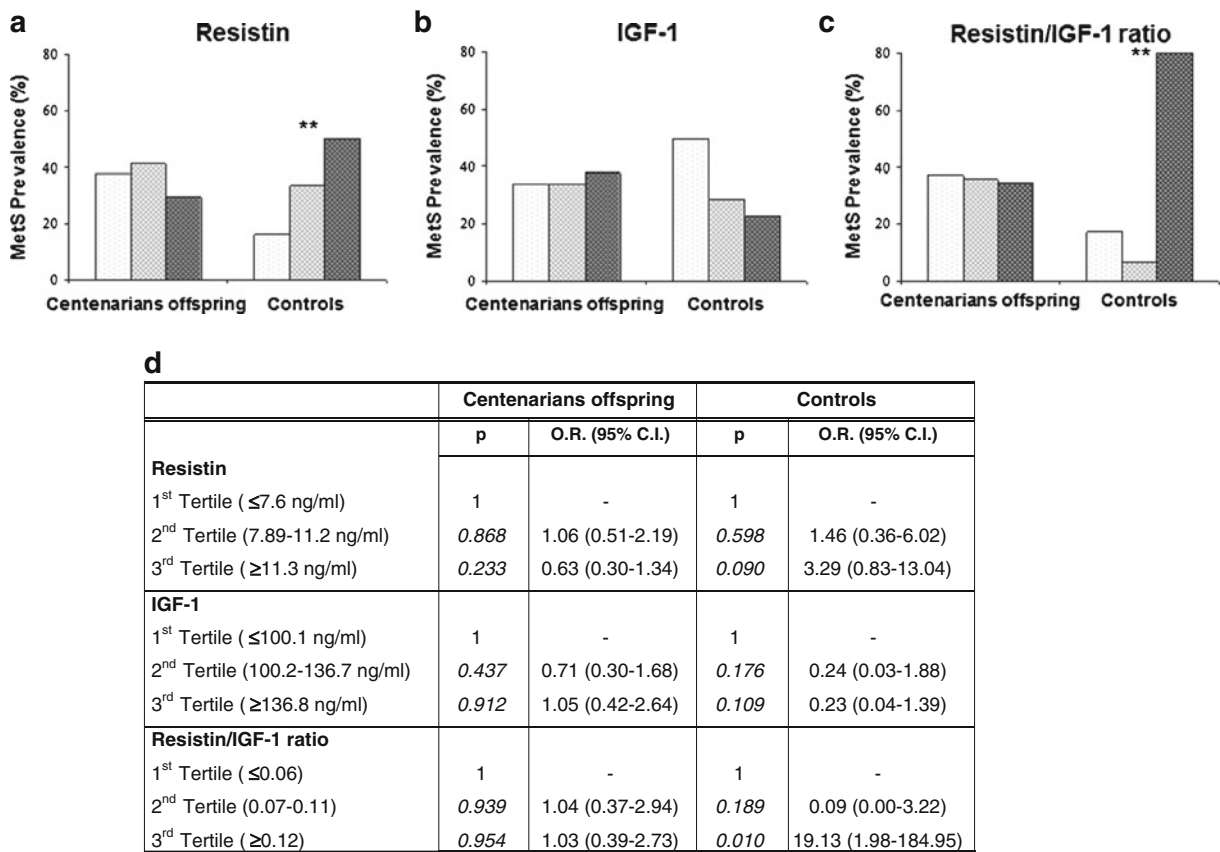 a
Resistin
MetS Prevalence (%)
80
60
40
20
0
**
Centenarians offspring Controls
b
IGF-1
MetS Prevalence (%)
80
60
40
20
0
Centenarians offspring Controls
c
Resistin/IGF-1 ratio
MetS Prevalence (%)
80
60
40
20
0
**
Centenarians offspring Controls
d
Centenarians offspring Controls
p O.R. (95% C.I.) p O.R. (95% C.I.)
Resistin
1st Tertile ( ≤7.6 ng/ml) 1 - 1 -
2nd Tertile (7.89-11.2 ng/ml) 0.868 1.06 (0.51-2.19) 0.598 1.46 (0.36-6.02)
3rd Tertile ( ≥11.3 ng/ml) 0.233 0.63 (0.30-1.34) 0.090 3.29 (0.83-13.04)
IGF-1
1st Tertile ( ≤100.1 ng/ml) 1 - 1 -
2nd Tertile (100.2-136.7 ng/ml) 0.437 0.71 (0.30-1.68) 0.176 0.24 (0.03-1.88)
3rd Tertile ( ≥136.8 ng/ml) 0.912 1.05 (0.42-2.64) 0.109 0.23 (0.04-1.39)
Resistin/IGF-1 ratio
1st Tertile ( ≤0.06) 1 - 1 -
2nd Tertile (0.07-0.11) 0.939 1.04 (0.37-2.94) 0.189 0.09 (0.00-3.22)
3rd Tertile ( ≥0.12) 0.954 1.03 (0.39-2.73) 0.010 19.13 (1.98-184.95)